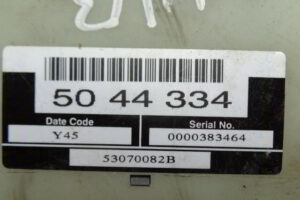 50 44 334
Date Code Serial No.
Y45 0000383464
53070082B